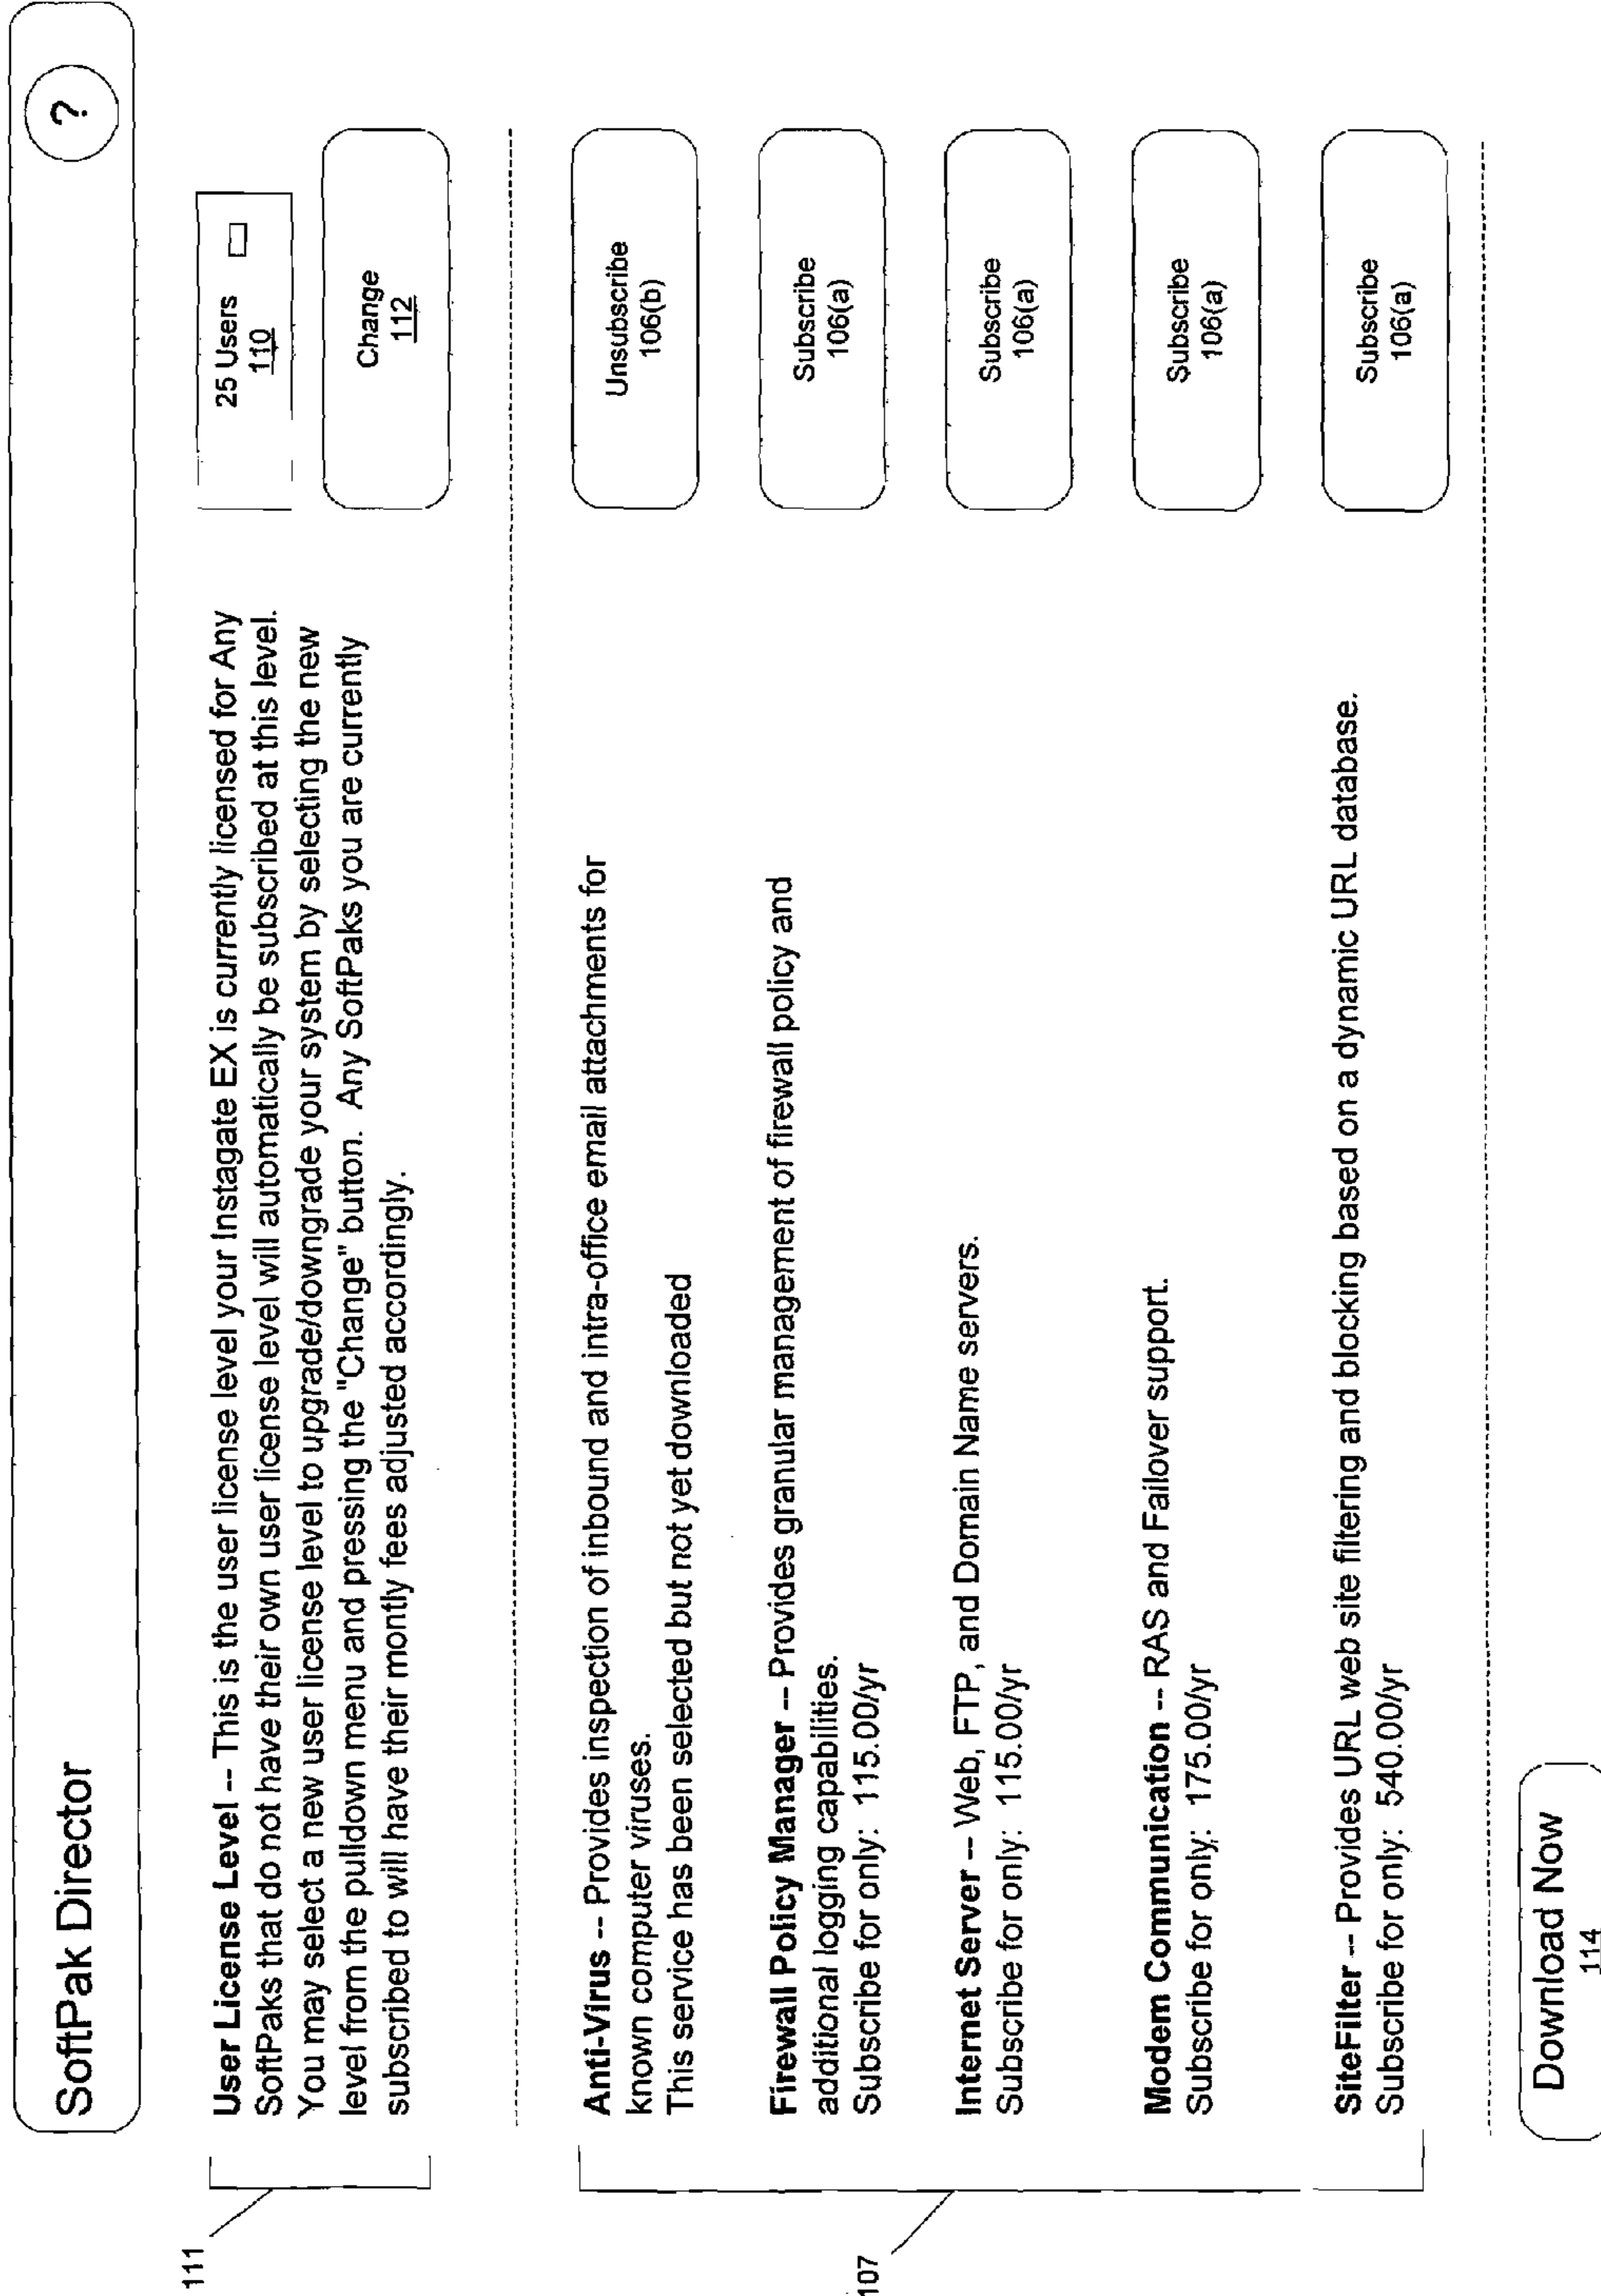 SoftPak Director
?
111
User License Level -- This is the user license level your Instagate EX is currently licensed for Any
SoftPaks that do not have their own user license level will automatically be subscribed at this level.
You may select a new user license level to upgrade/downgrade your system by selecting the new
level from the pulldown menu and pressing the "Change" button. Any SoftPaks you are currently
subscribed to will have their montly fees adjusted accordingly.
25 Users
110
Change
112
107
Anti-Virus -- Provides inspection of inbound and intra-office email attachments for
known computer viruses.
This service has been selected but not yet downloaded
Unsubscribe
106(b)
Firewall Policy Manager -- Provides granular management of firewall policy and
additional logging capabilities.
Subscribe for only: 115.00/yr
Subscribe
106(a)
Internet Server -- Web, FTP, and Domain Name servers.
Subscribe for only: 115.00/yr
Subscribe
106(a)
Modem Communication -- RAS and Failover support.
Subscribe for only: 175.00/yr
Subscribe
106(a)
SiteFilter -- Provides URL web site filtering and blocking based on a dynamic URL database.
Subscribe for only: 540.00/yr
Subscribe
106(a)
Download Now
114